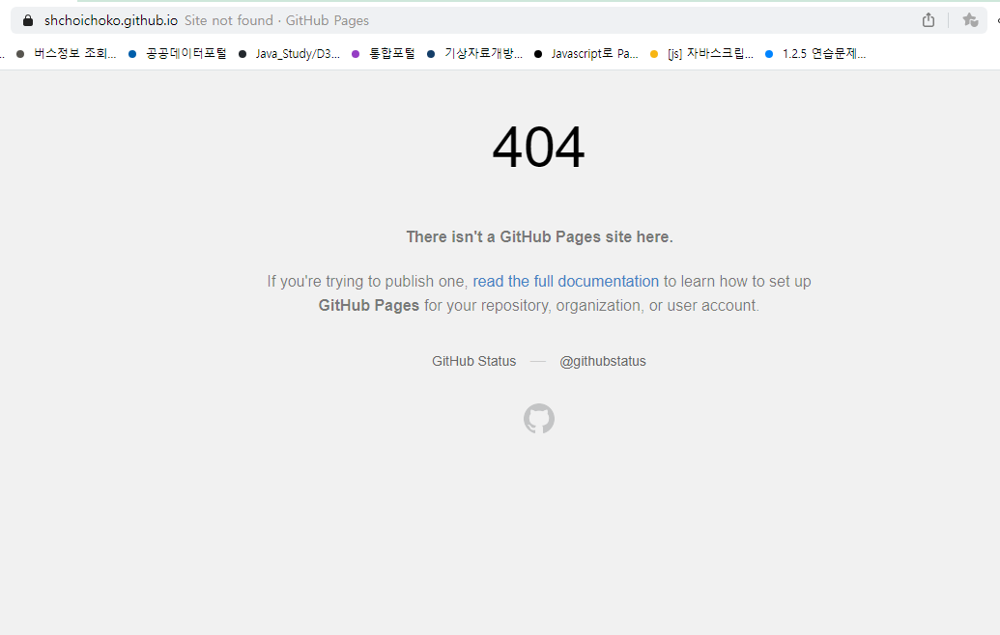 shchoichoko.github.io Site not found · GitHub Pages
... 버스정보 조회... 공공데이터포털 Java_Study/D3... 통합포털 기상자료개방... Javascript로 Pa... [js] 자바스크립... 1.2.5 연습문제...
404
There isn't a GitHub Pages site here.
If you're trying to publish one, read the full documentation to learn how to set up
GitHub Pages for your repository, organization, or user account.
GitHub Status — @githubstatus